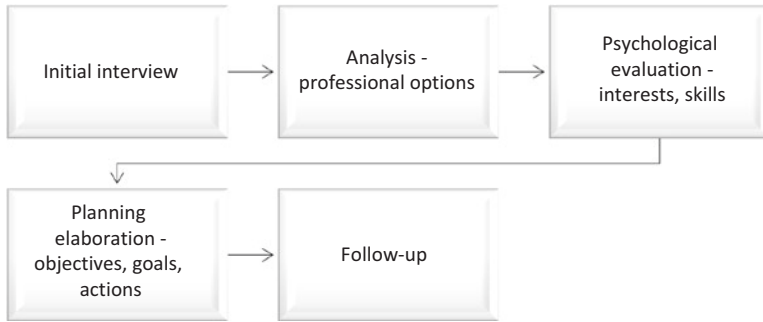 Initial interview
Analysis -
professional options
Psychological
evaluation -
interests, skills
Planning
elaboration -
objectives, goals,
actions
Follow-up